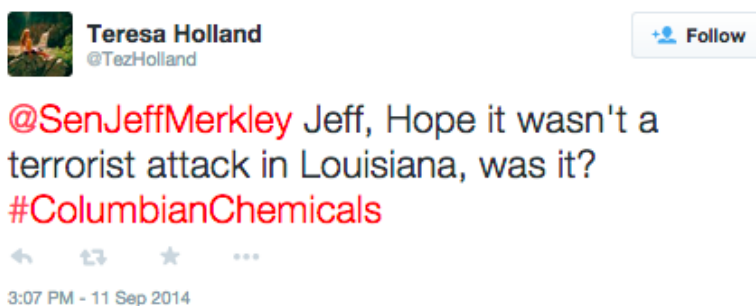 Teresa Holland
@TezHolland
Follow
@SenJeffMerkley Jeff, Hope it wasn't a
terrorist attack in Louisiana, was it?
#ColumbianChemicals
3:07 PM - 11 Sep 2014